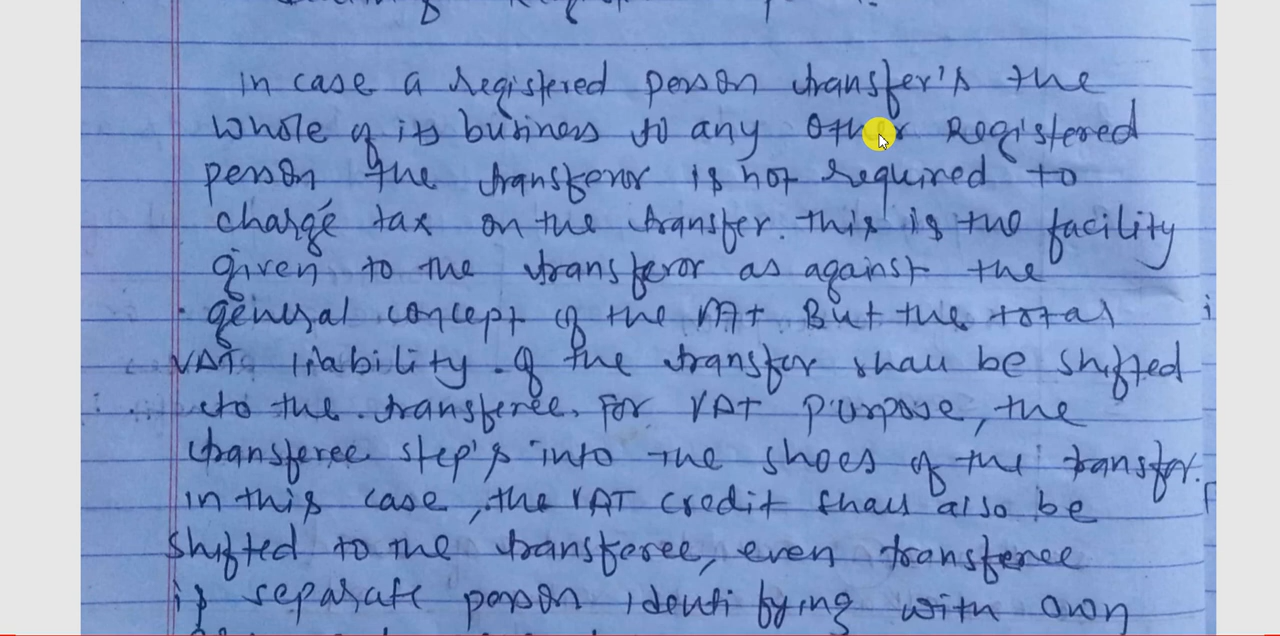 in case a Registered person transfer's the
whole of its business to any other Registered
person the transferor is not required to
charge tax on the transfer. this is the facility
given to the transferor as against the
general concept of the VAT But the total
VAT liability of the transfer shall be shifted
to the transferee. For VAT purpose, the
transferee step's into the shoes of the transfer.
in this case, the VAT credit shall also be
shifted to the transferee, even transferee
is separate person identifying with own